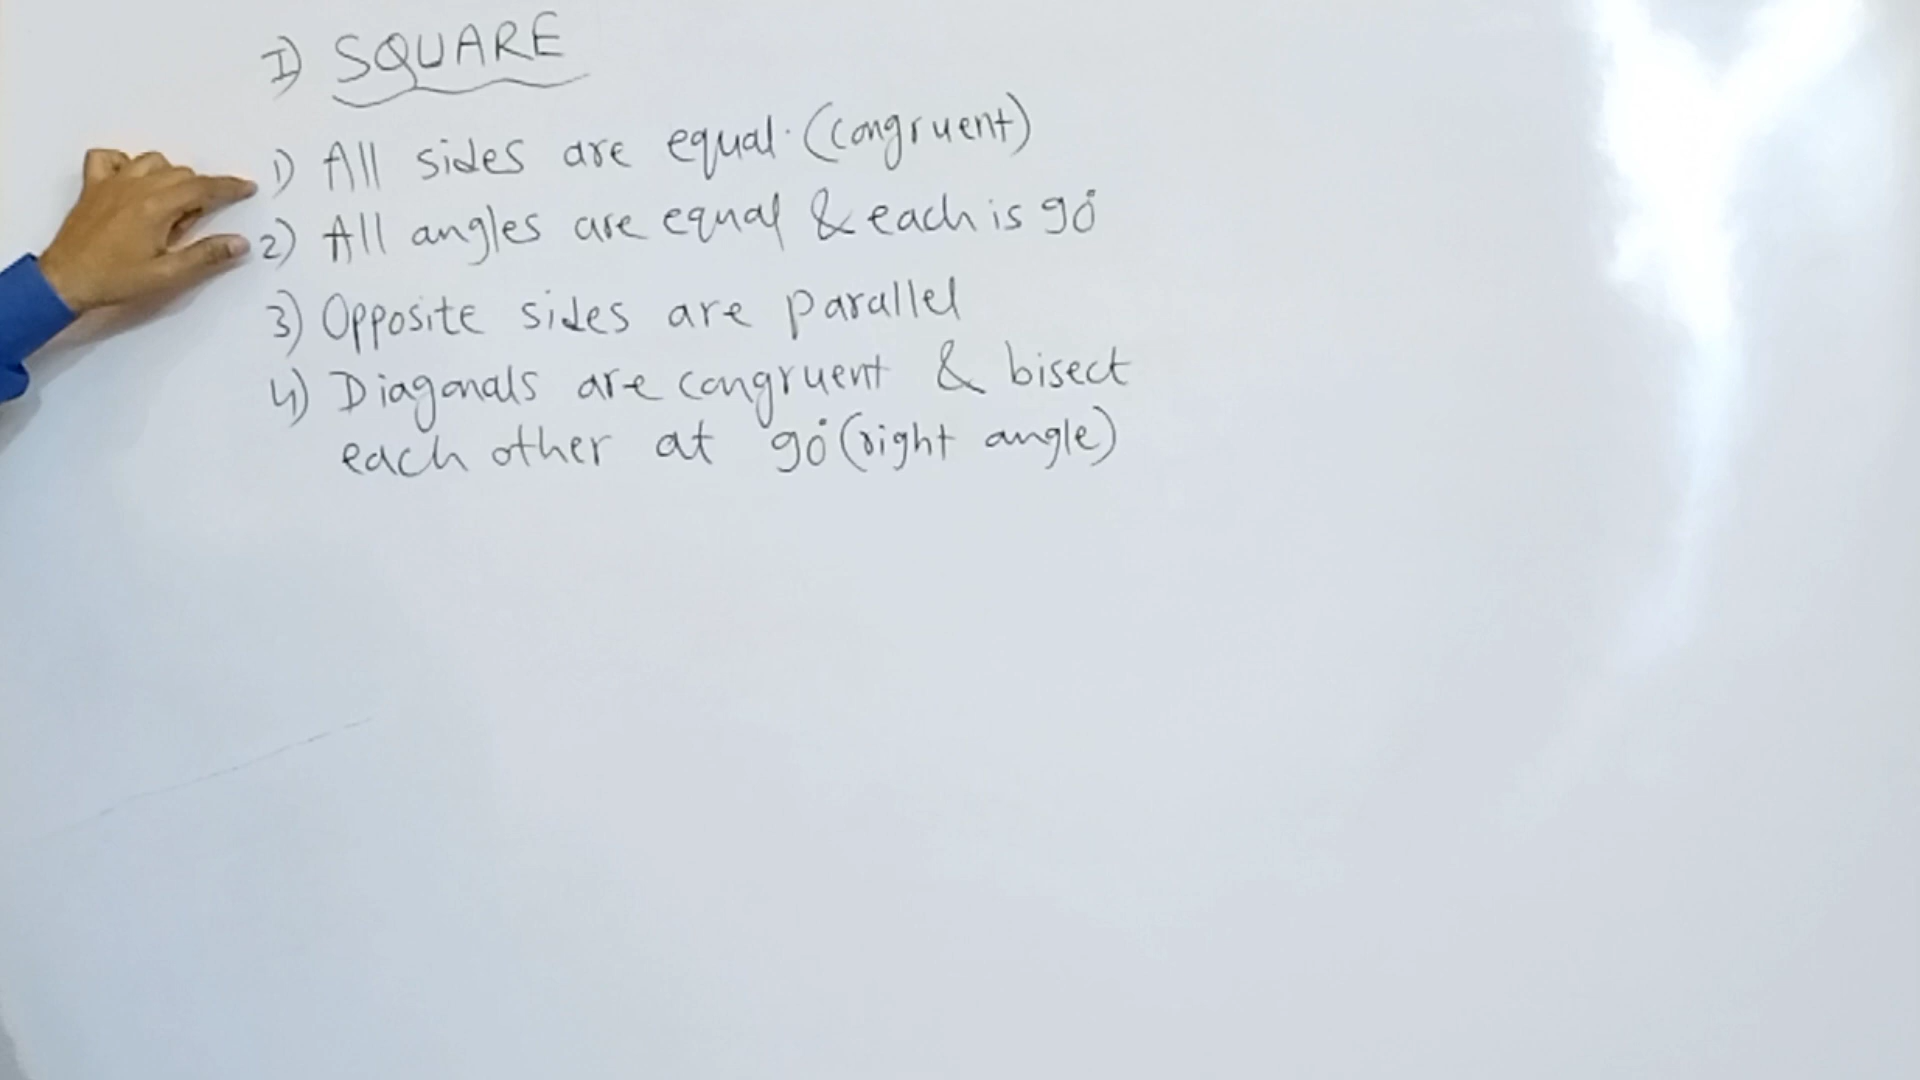 I) SQUARE
1) All sides are equal. (congruent)
2) All angles are equal & each is 90°
3) Opposite sides are parallel
4) Diagonals are congruent & bisect
each other at 90° (right angle)